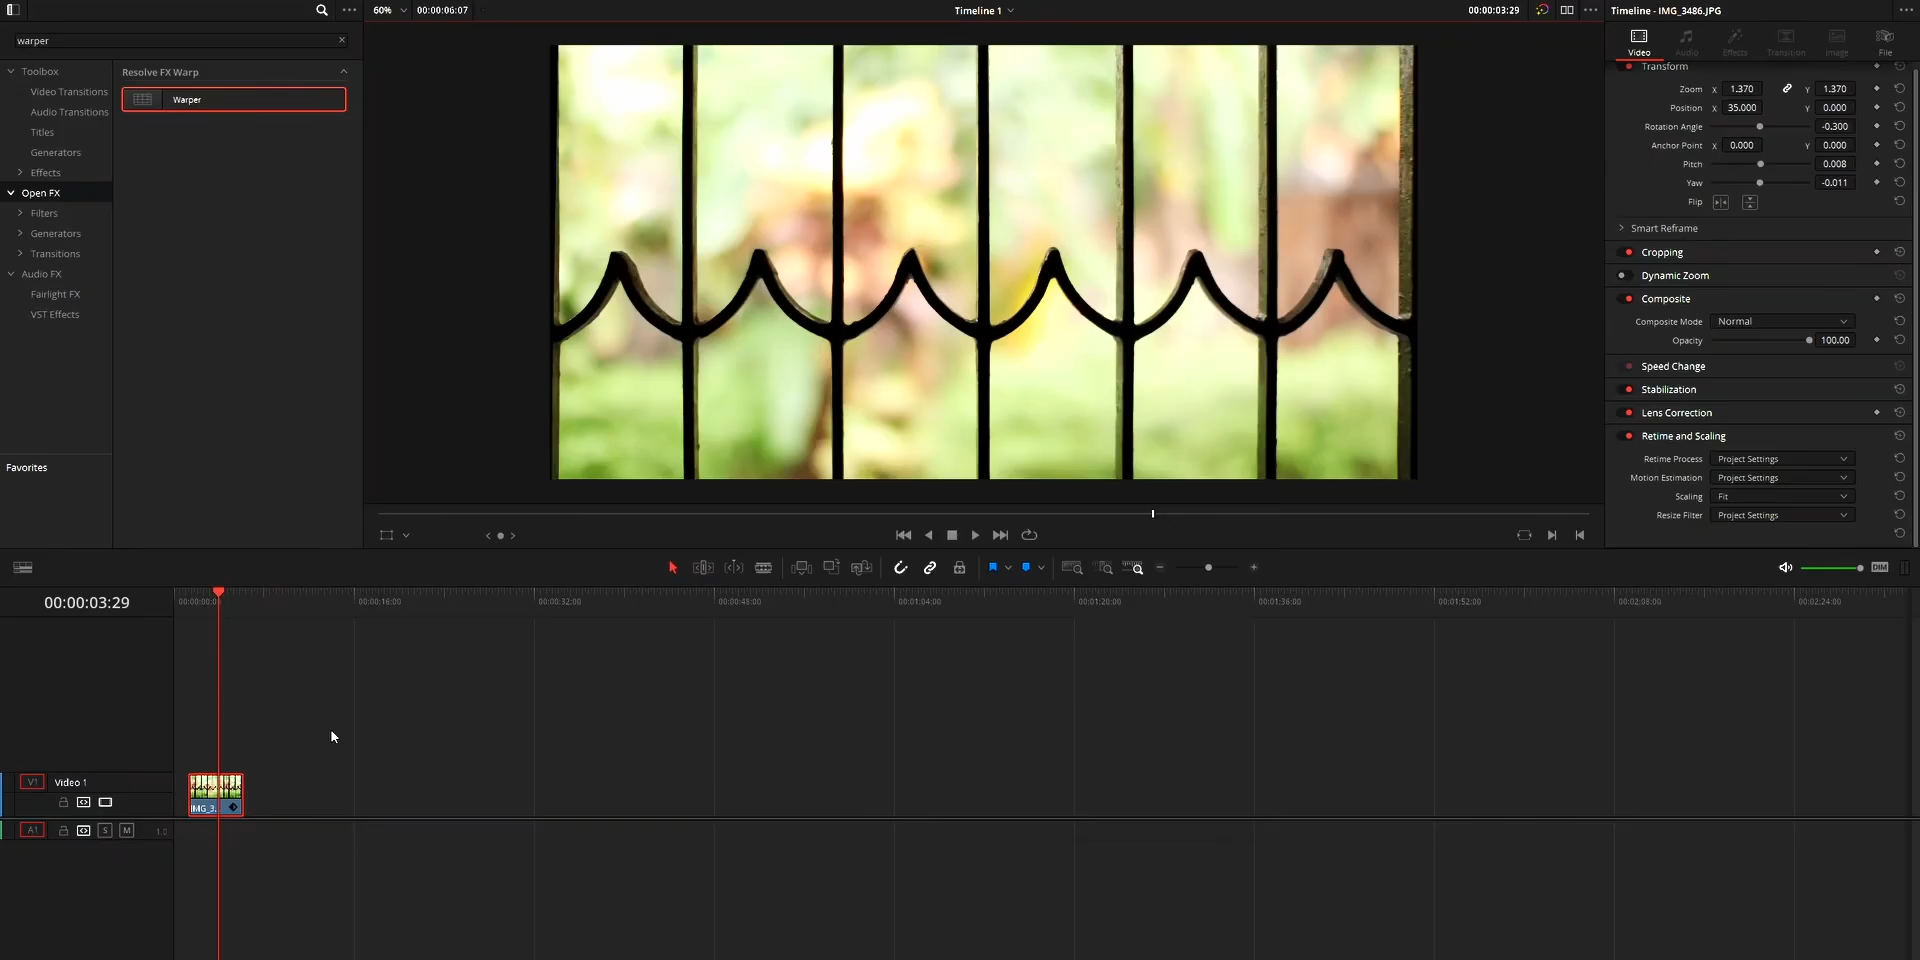 60%
00:00:06:07
Timeline 1
00:00:03:29
Timeline - IMG_3486.JPG
warper
Toolbox
Video Transitions
Audio Transitions
Titles
Generators
Effects
Open FX
Filters
Generators
Transitions
Audio FX
Fairlight FX
VST Effects
Favorites
Resolve FX Warp
Warper
Video
Audio
Effects
Transition
Image
File
Transform
Zoom X 1.370 Y 1.370
Position X 35.000 Y 0.000
Rotation Angle -0.300
Anchor Point X 0.000 Y 0.000
Pitch 0.008
Yaw -0.011
Flip
Smart Reframe
Cropping
Dynamic Zoom
Composite
Composite Mode Normal
Opacity 100.00
Speed Change
Stabilization
Lens Correction
Retime and Scaling
Retime Process Project Settings
Motion Estimation Project Settings
Scaling Fit
Resize Filter Project Settings
DIM
00:00:03:29
00:00:16:00
00:00:32:00
00:00:48:00
00:01:04:00
00:01:20:00
00:01:36:00
00:01:52:00
00:02:08:00
00:02:24:00
V1 Video 1
IMG_3...
A1 S M 1.0